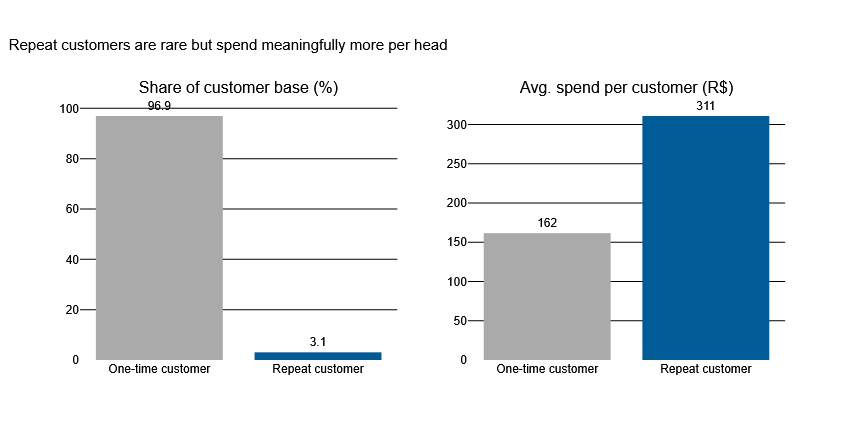 Repeat customers are rare but spend meaningfully more per head
Share of customer base (%)
100
80
60
40
20
0
96.9
3.1
One-time customer
Repeat customer
Avg. spend per customer (R$)
300
250
200
150
100
50
0
162
311
One-time customer
Repeat customer